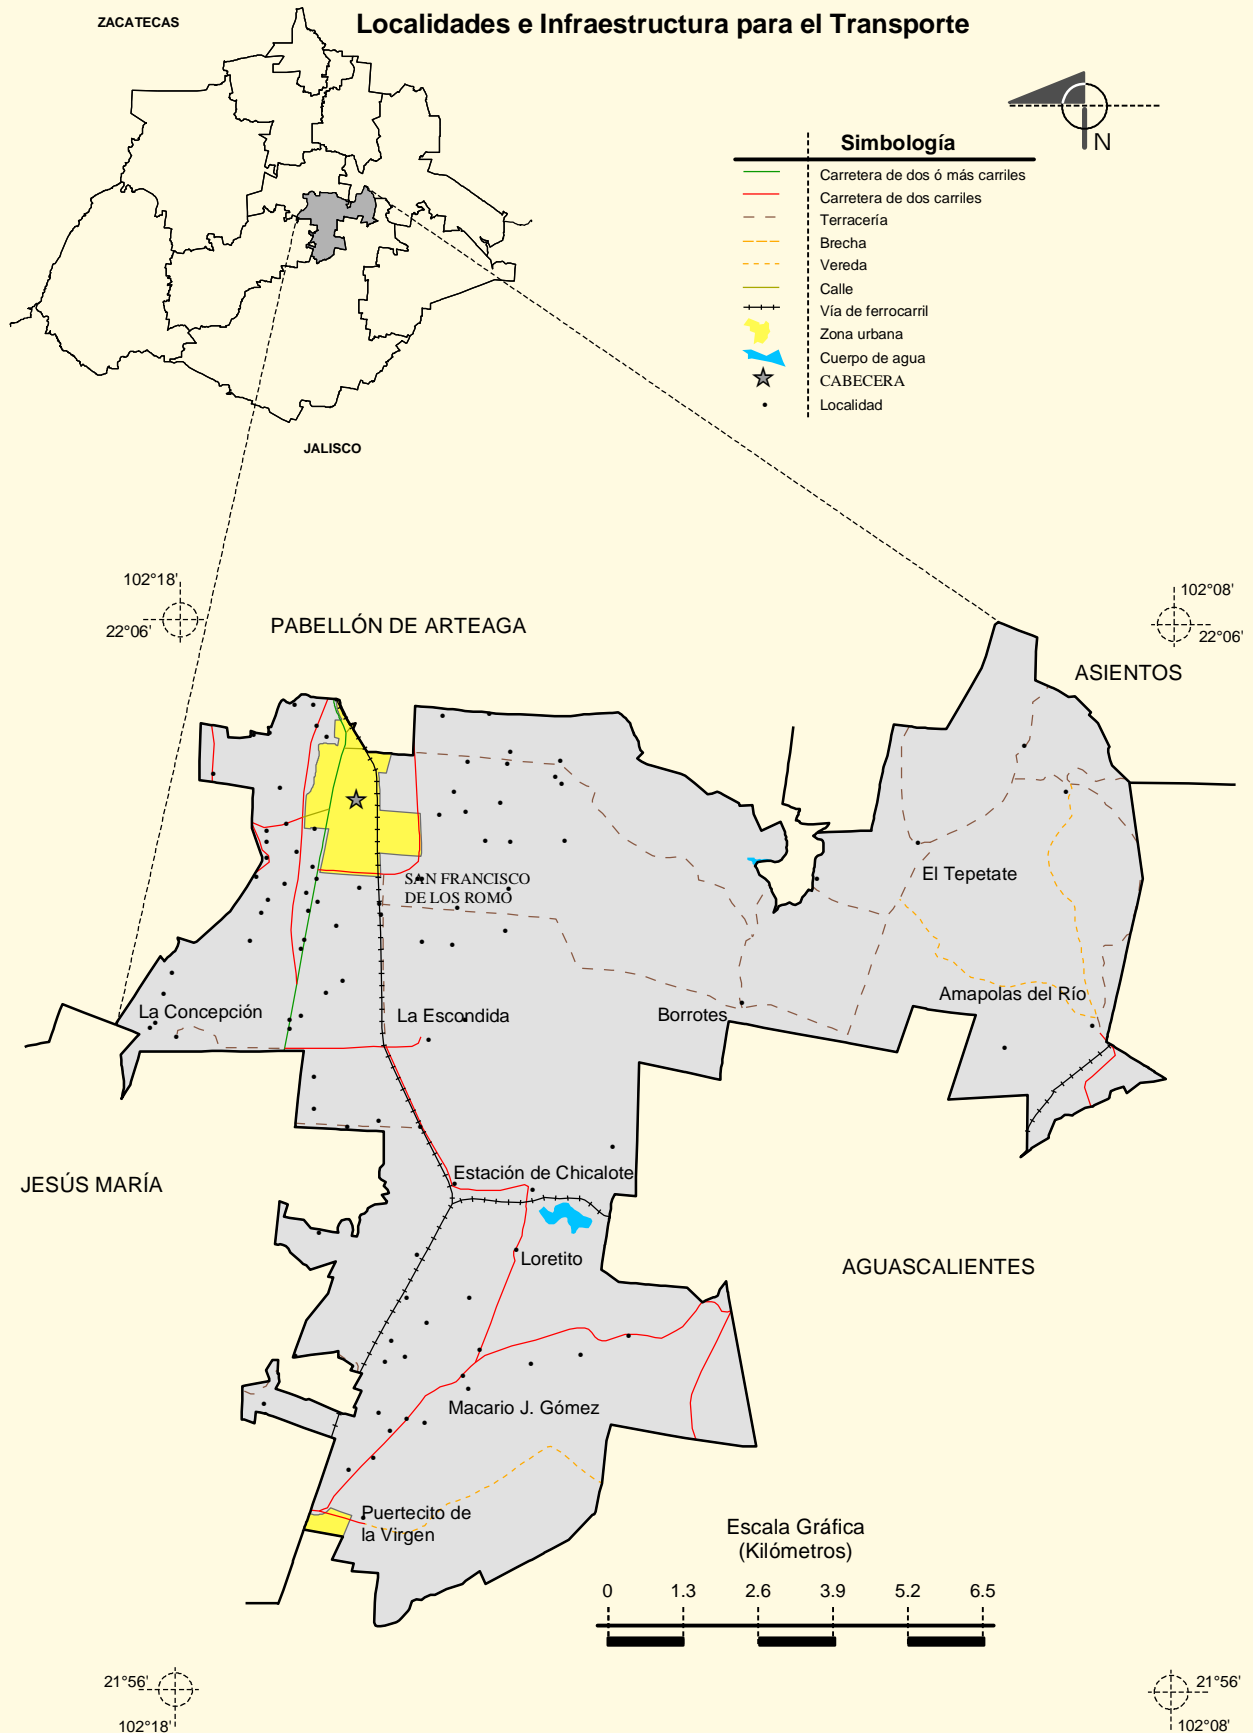 Localidades e Infraestructura para el Transporte
ZACATECAS
JALISCO
N
Simbología
Carretera de dos ó más carriles
Carretera de dos carriles
Terracería
Brecha
Vereda
Calle
Vía de ferrocarril
Zona urbana
Cuerpo de agua
CABECERA
Localidad
102°18'
22°06'
102°08'
22°06'
PABELLÓN DE ARTEAGA
ASIENTOS
SAN FRANCISCO
DE LOS ROMO
El Tepetate
La Concepción
La Escondida
Borrotes
Amapolas del Río
JESÚS MARÍA
Estación de Chicalote
Loretito
AGUASCALIENTES
Macario J. Gómez
Puertecito de
la Virgen
Escala Gráfica
(Kilómetros)
0 1.3 2.6 3.9 5.2 6.5
21°56'
102°18'
21°56'
102°08'